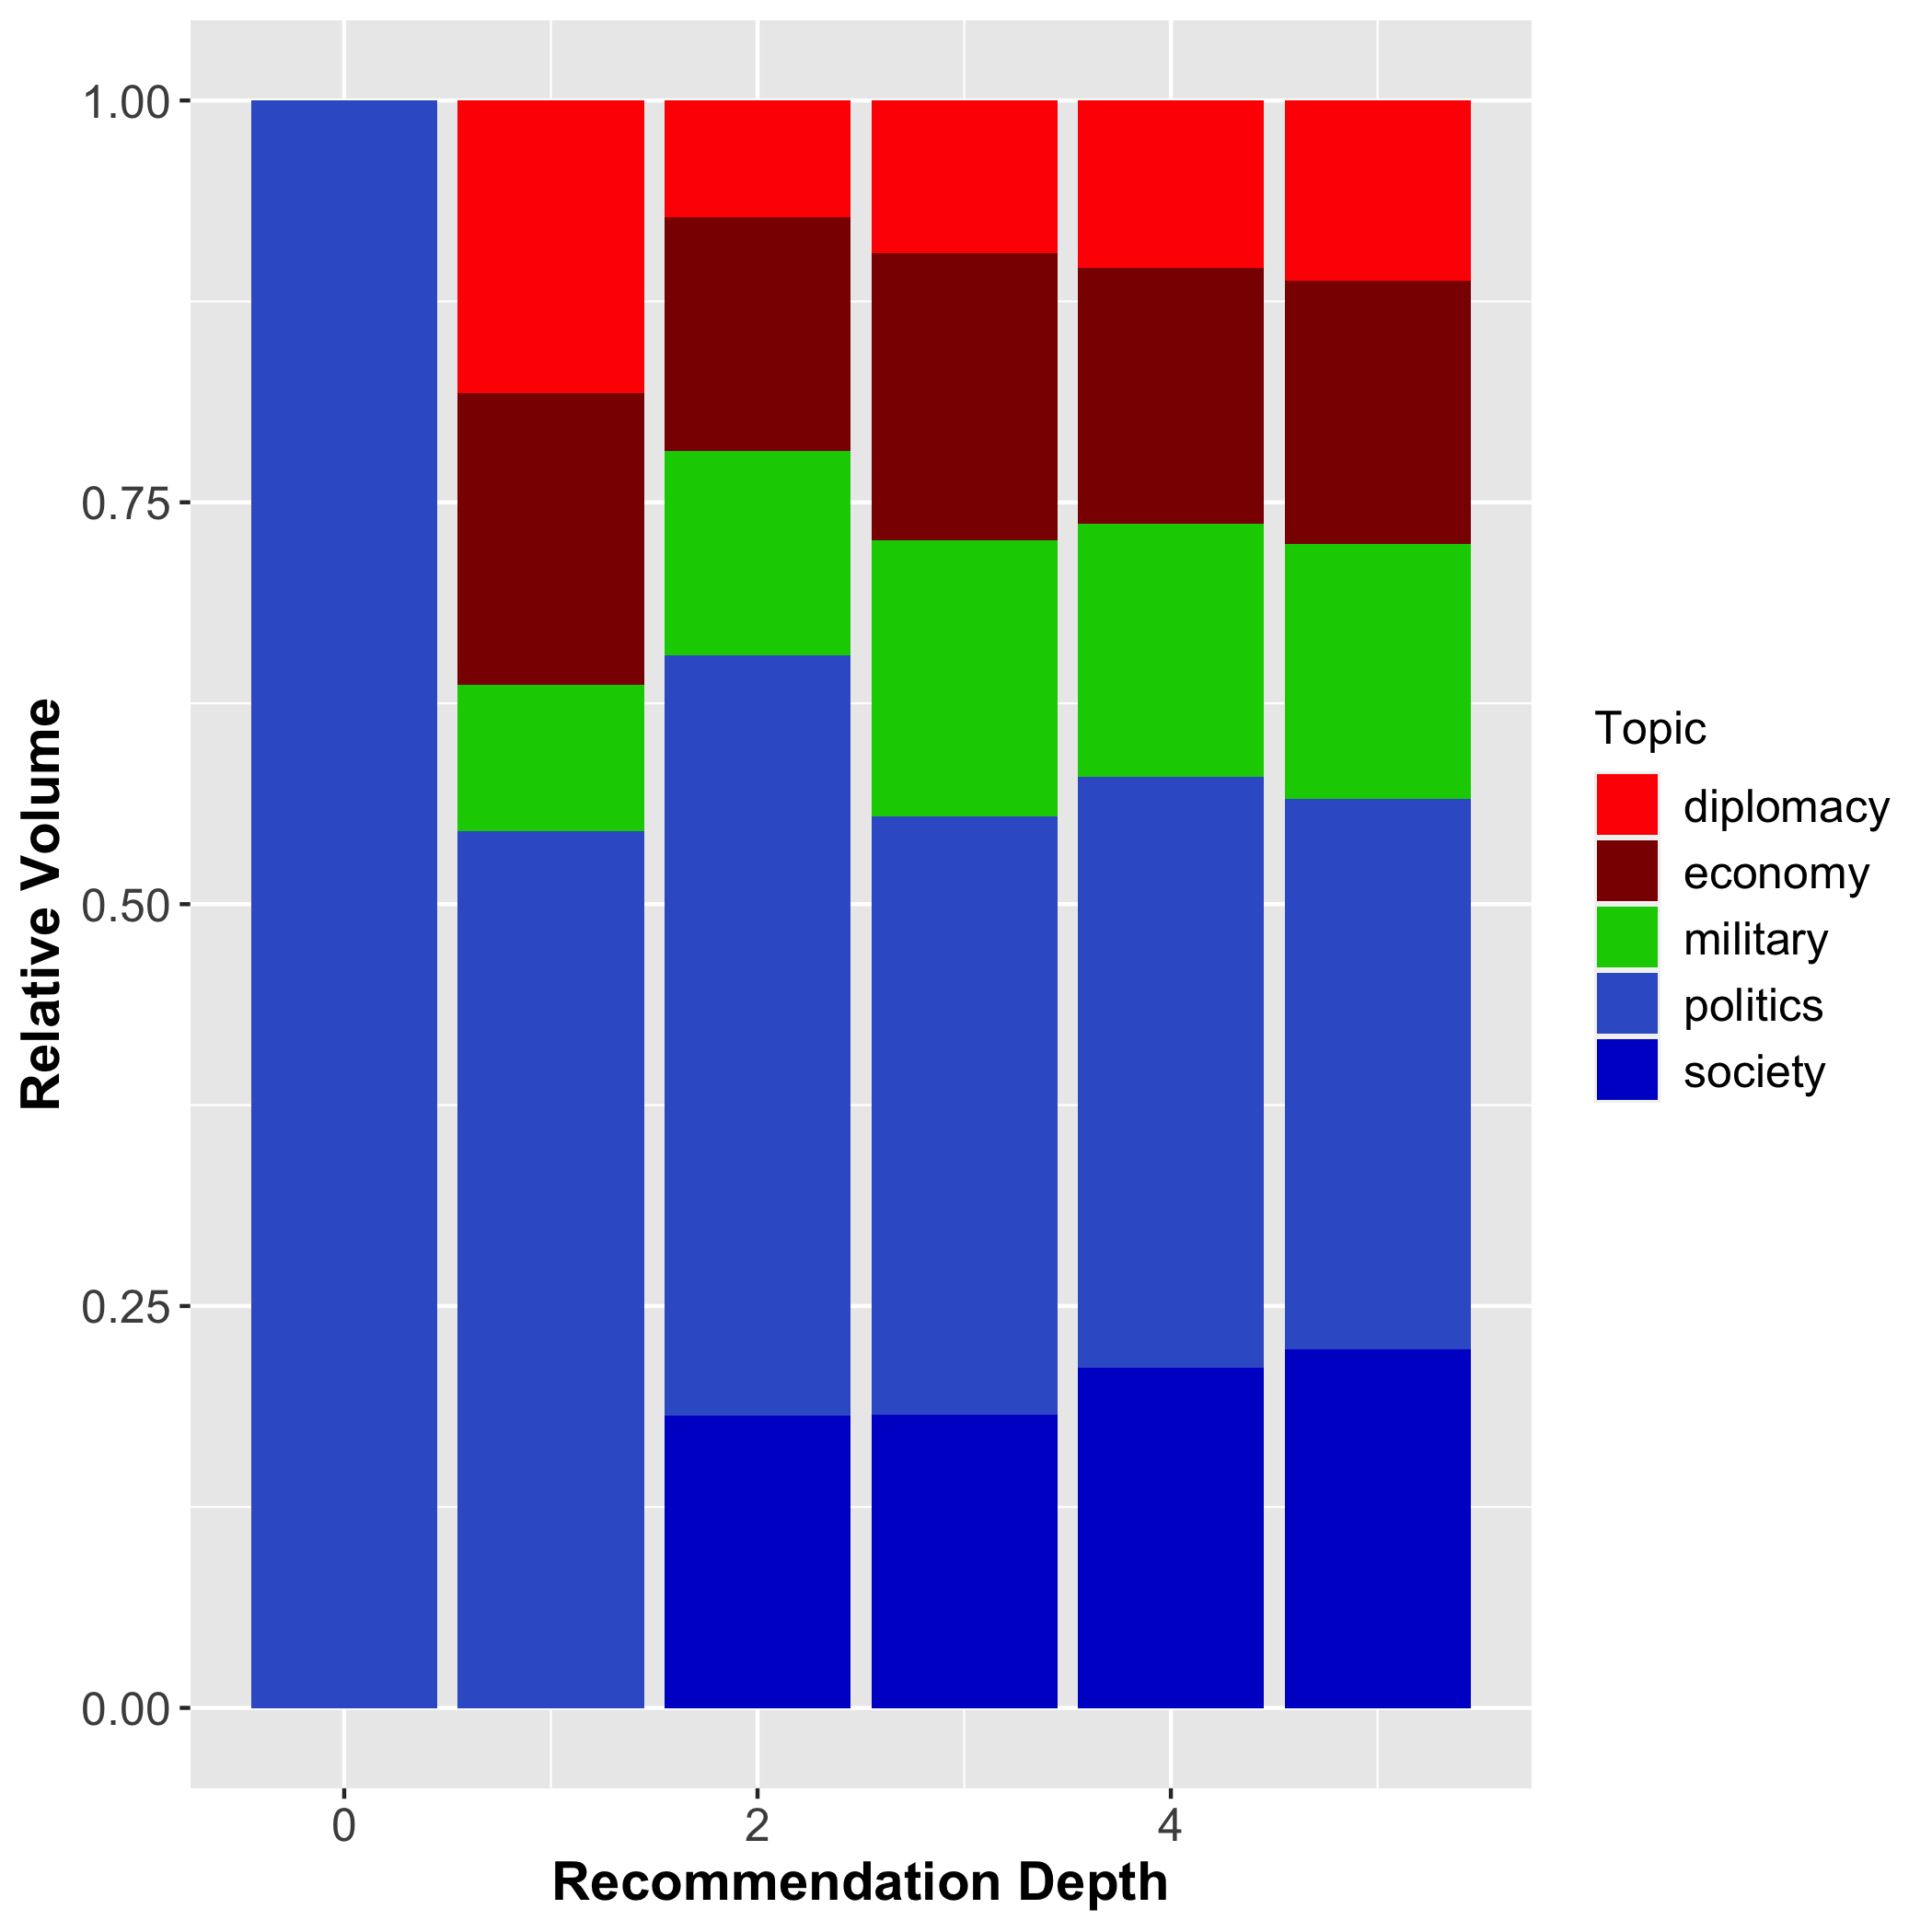 1.00
0.75
0.50
0.25
0.00
Relative Volume
0
2
4
Recommendation Depth
Topic
diplomacy
economy
military
politics
society